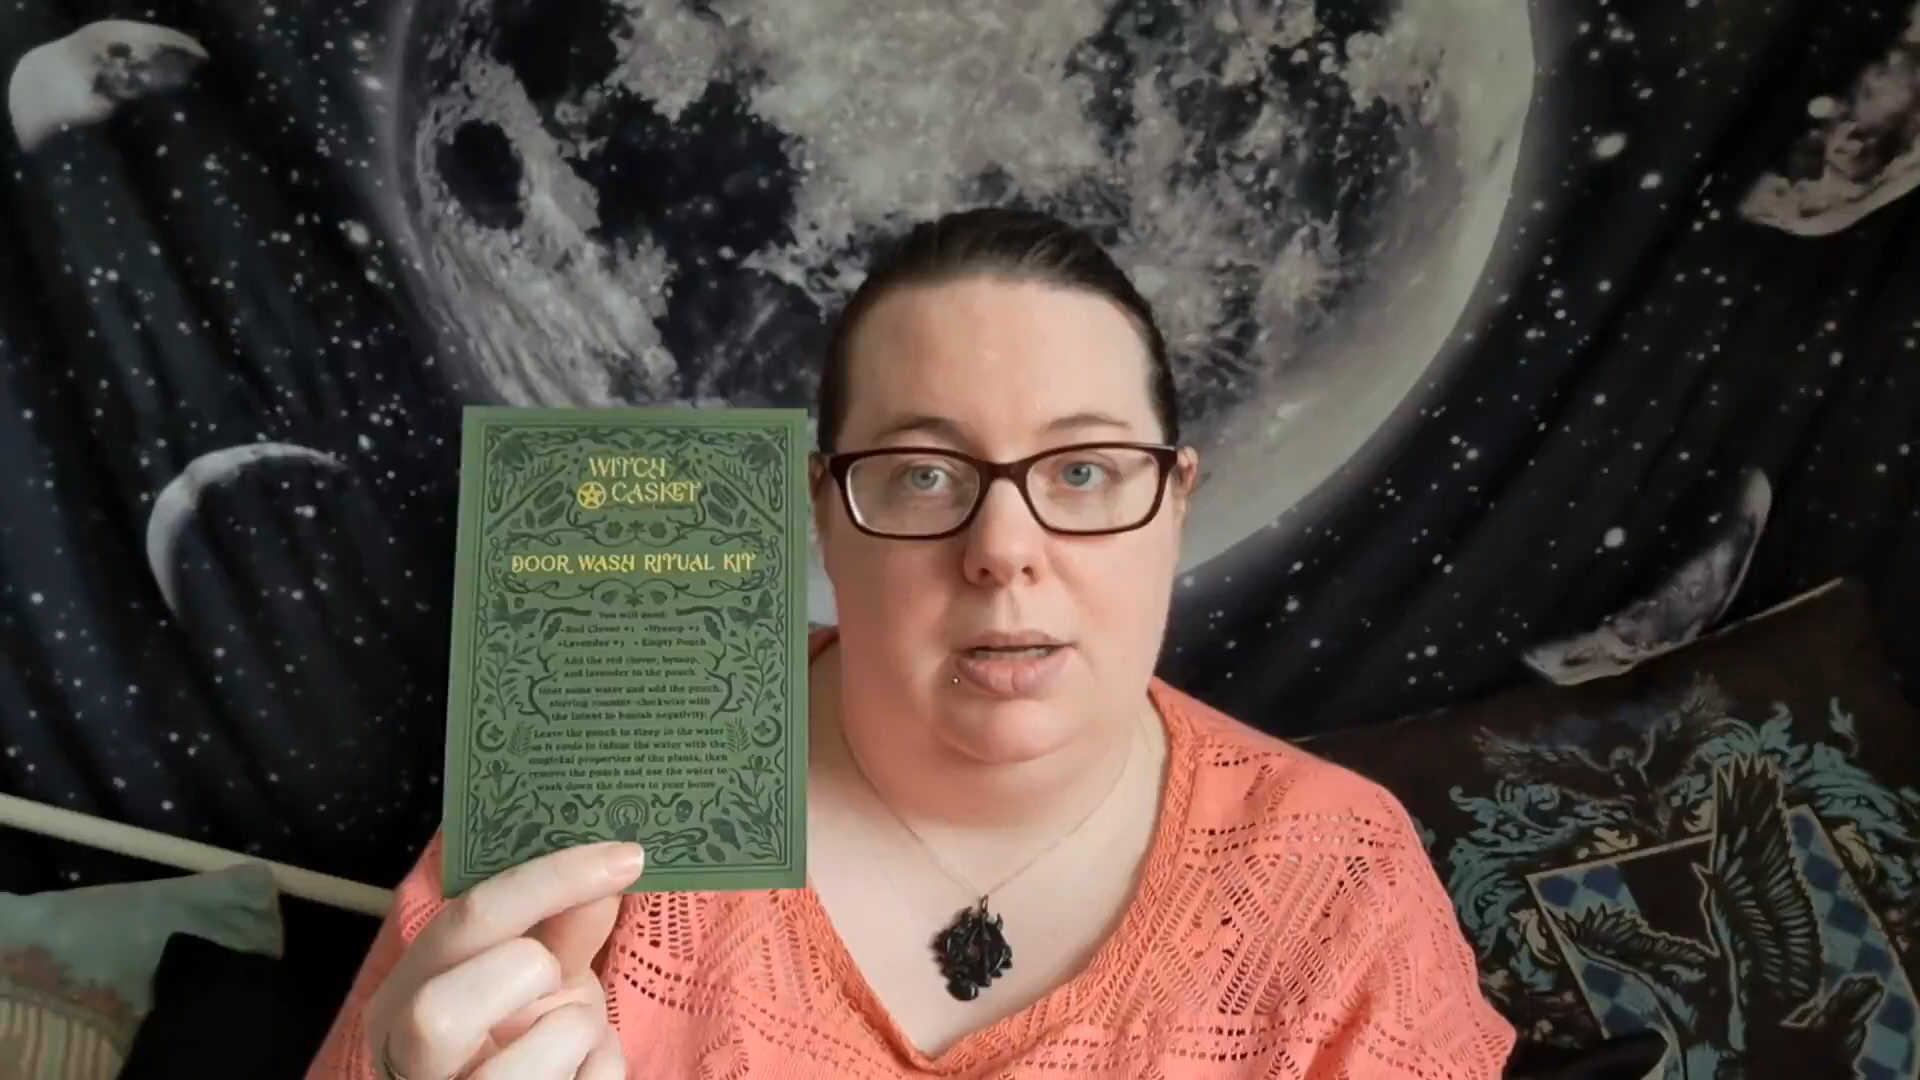 WITCH
CASKET
DOOR WASH RITUAL KIT
You will need:
•Red Clover #1 •Hyssop #2
•Lavender #3 • Empty Pouch
Add the red clover, hyssop,
and lavender to the pouch.
Heat some water and add the pouch,
stirring counter-clockwise with
the intent to banish negativity.
Leave the pouch to steep in the water
as it cools to infuse the water with the
magickal properties of the plants, then
remove the pouch and use the water to
wash down the doors to your home.